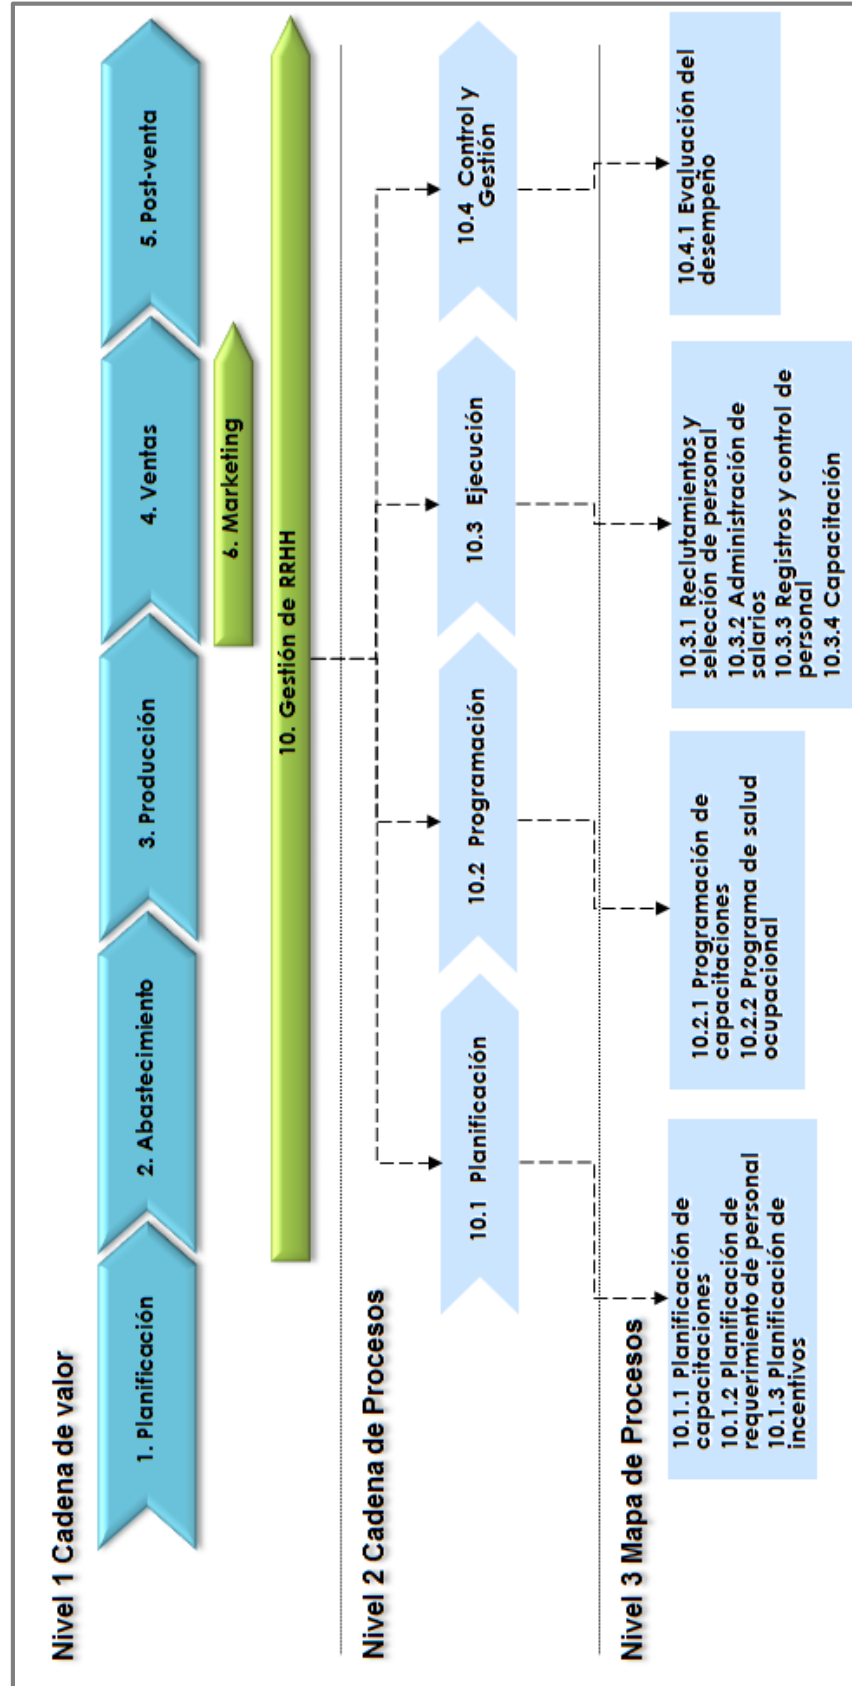 Nivel 1 Cadena de valor
1. Planificación
2. Abastecimiento
3. Producción
4. Ventas
5. Post-venta
6. Marketing
10. Gestión de RRHH
Nivel 2 Cadena de Procesos
10.1 Planificación
10.2 Programación
10.3 Ejecución
10.4 Control y
Gestión
Nivel 3 Mapa de Procesos
10.1.1 Planificación de
capacitaciones
10.1.2 Planificación de
requerimiento de personal
10.1.3 Planificación de
incentivos
10.2.1 Programación de
capacitaciones
10.2.2 Programa de salud
ocupacional
10.3.1 Reclutamientos y
selección de personal
10.3.2 Administración de
salarios
10.3.3 Registros y control de
personal
10.3.4 Capacitación
10.4.1 Evaluación del
desempeño